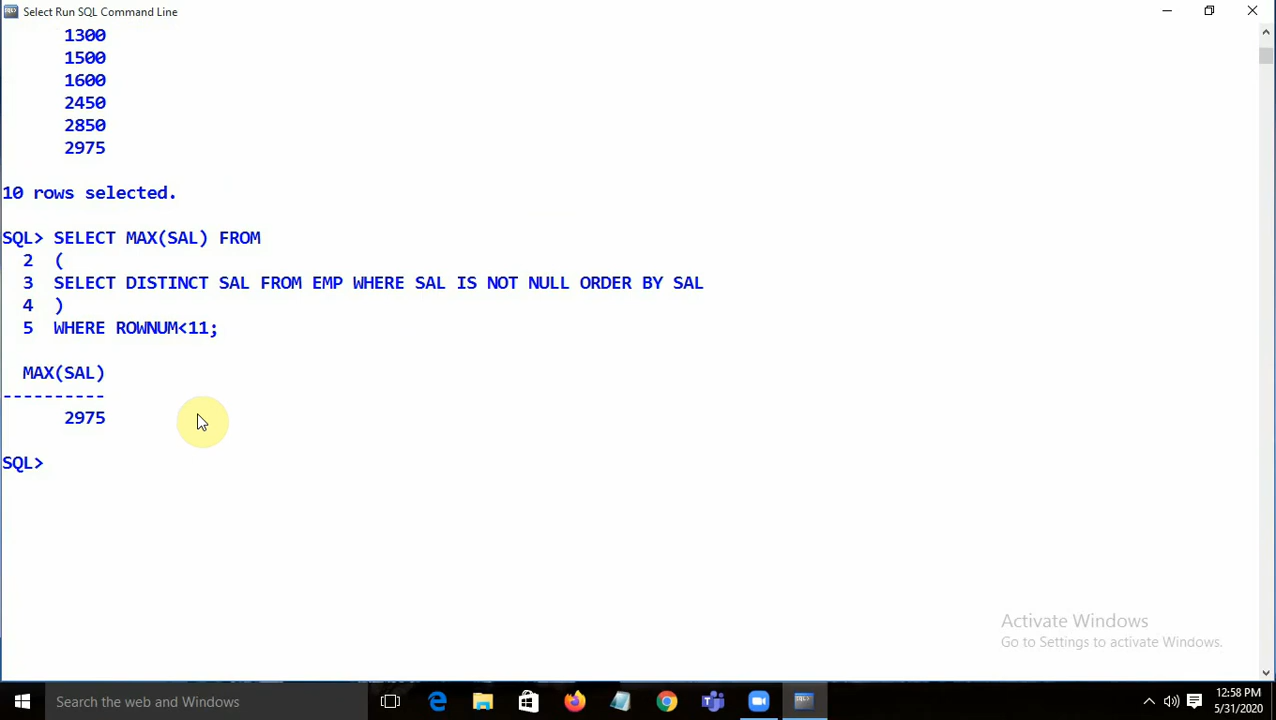 Select Run SQL Command Line
1300
1500
1600
2450
2850
2975
10 rows selected.
SQL> SELECT MAX(SAL) FROM
2 (
3 SELECT DISTINCT SAL FROM EMP WHERE SAL IS NOT NULL ORDER BY SAL
4 )
5 WHERE ROWNUM<11;
MAX(SAL)
----------
2975
SQL>
Activate Windows
Go to Settings to activate Windows.
Search the web and Windows
12:58 PM
5/31/2020